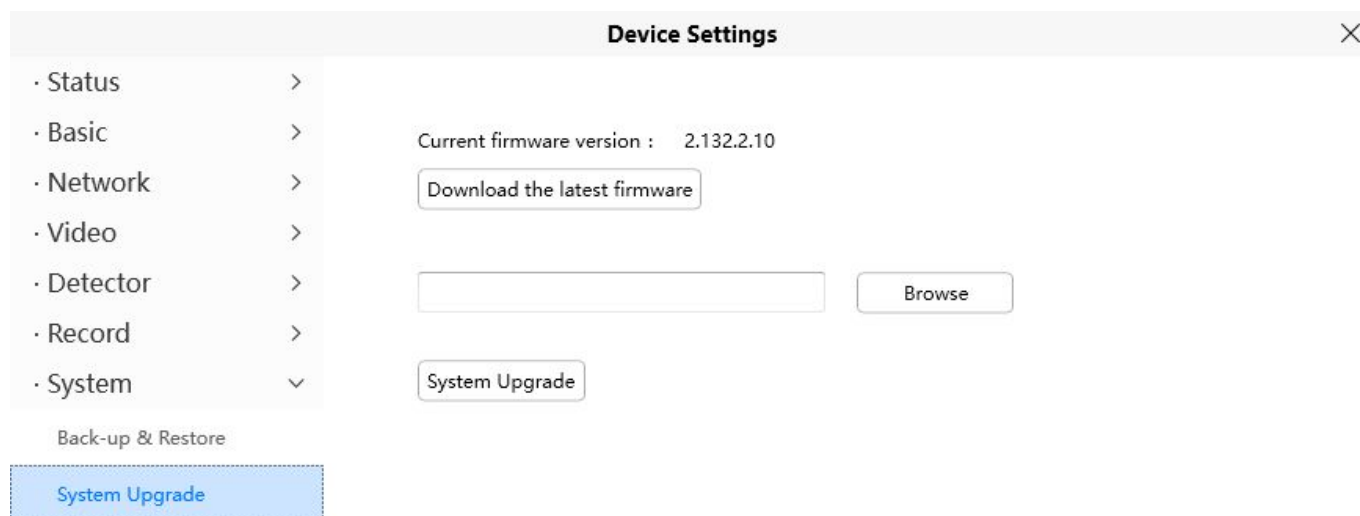 Device Settings
· Status
· Basic
· Network
· Video
· Detector
· Record
· System
Back-up & Restore
System Upgrade
Current firmware version : 2.132.2.10
Download the latest firmware
Browse
System Upgrade